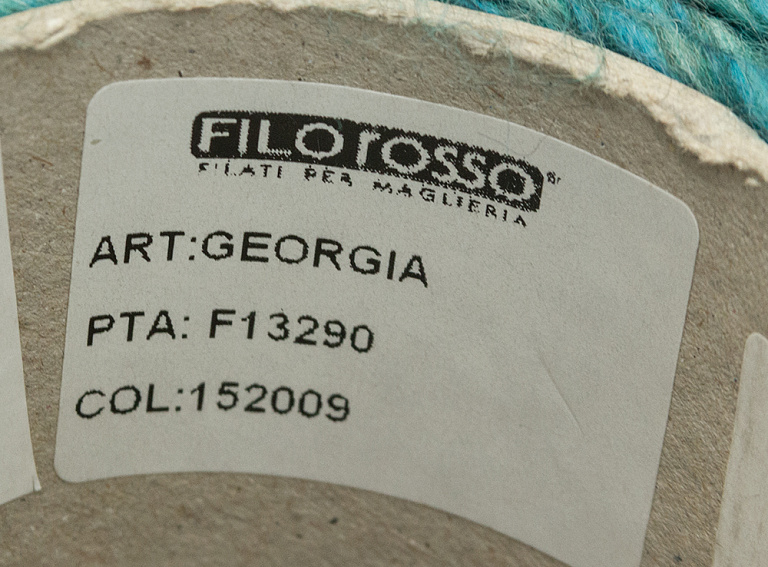 FILOROSSO
FILATI PER MAGLIERIA
ART:GEORGIA
PTA: F13290
COL:152009